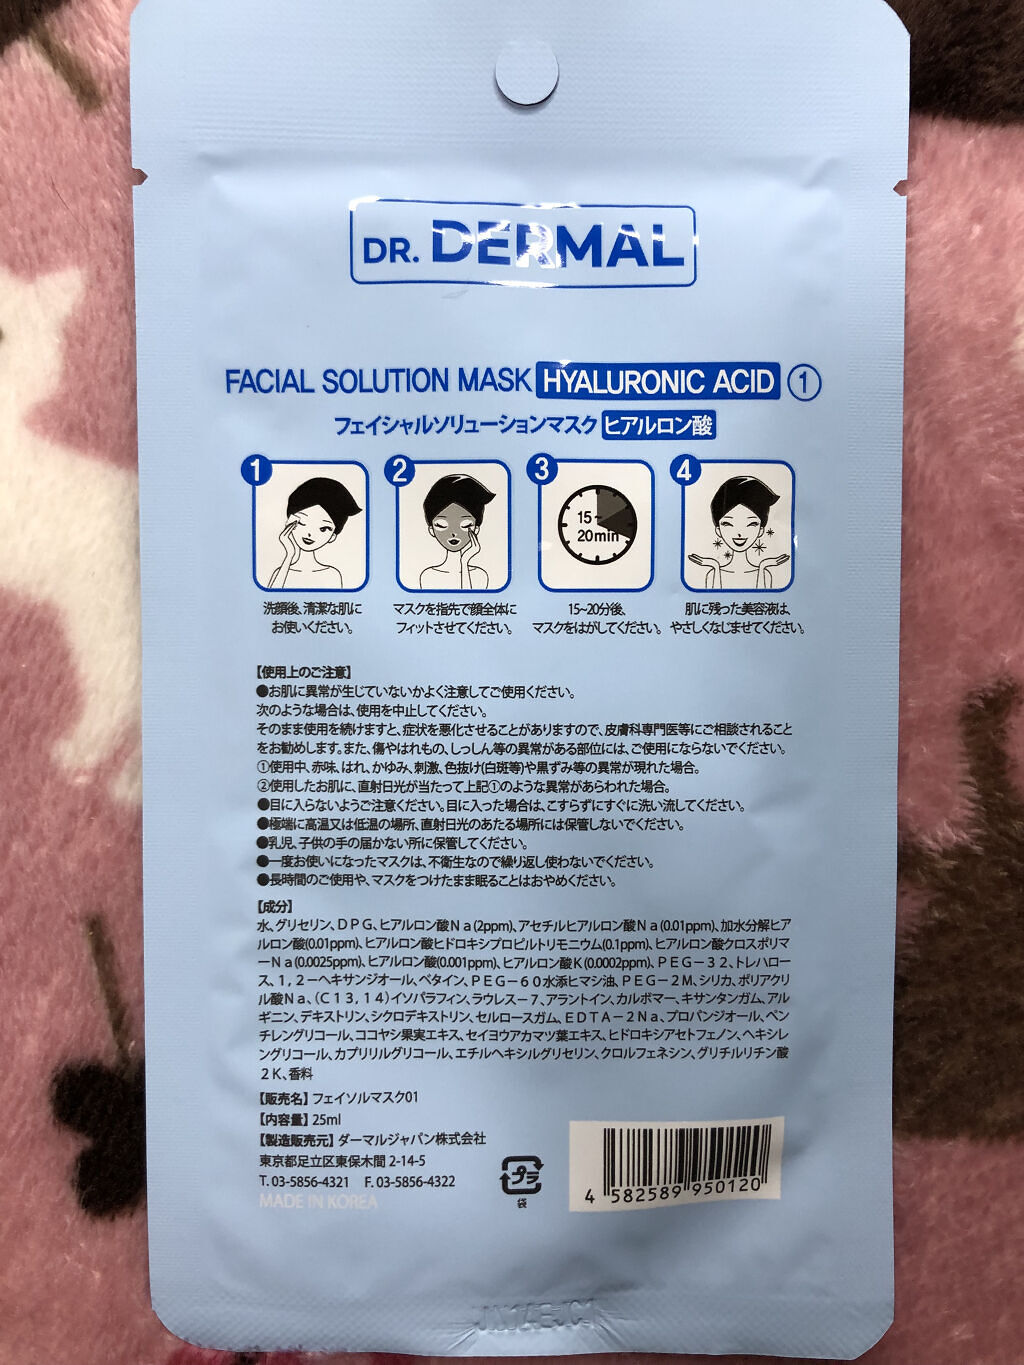 DR. DERMAL
FACIAL SOLUTION MASK HYALURONIC ACID ①
フェイシャルソリューションマスク ヒアルロン酸
1 2 3 4
15~
20min
洗顔後、清潔な肌に
お使いください。
マスクを指先で顔全体に
フィットさせてください。
15~20分後、
マスクをはがしてください。
肌に残った美容液は、
やさしくなじませてください。
【使用上のご注意】
●お肌に異常が生じていないかよく注意してご使用ください。
次のような場合は、使用を中止してください。
そのまま使用を続けますと、症状を悪化させることがありますので、皮膚科専門医等にご相談されること
をお勧めします。また、傷やはれもの、しっしん等の異常がある部位には、ご使用にならないでください。
①使用中、赤味、はれ、かゆみ、刺激、色抜け(白斑等)や黒ずみ等の異常が現れた場合。
②使用したお肌に、直射日光が当たって上記①のような異常があらわれた場合。
●目に入らないようご注意ください。目に入った場合は、こすらずにすぐに洗い流してください。
●極端に高温又は低温の場所、直射日光のあたる場所には保管しないでください。
●乳児、子供の手の届かない所に保管してください。
●一度お使いになったマスクは、不衛生なので繰り返し使わないでください。
●長時間のご使用や、マスクをつけたまま眠ることはおやめください。
【成分】
水、グリセリン、DPG、ヒアルロン酸Na(2ppm)、アセチルヒアルロン酸Na(0.01ppm)、加水分解ヒア
ルロン酸(0.01ppm)、ヒアルロン酸ヒドロキシプロピルトリモニウム(0.1ppm)、ヒアルロン酸クロスポリマ
ーNa(0.0025ppm)、ヒアルロン酸(0.001ppm)、ヒアルロン酸K(0.0002ppm)、PEG－32、トレハロー
ス、1,2－ヘキサンジオール、ベタイン、PEG－60水添ヒマシ油、PEG－2M、シリカ、ポリアクリ
ル酸Na、(C13,14)イソパラフィン、ラウレス－7、アラントイン、カルボマー、キサンタンガム、アル
ギニン、デキストリン、シクロデキストリン、セルロースガム、EDTA－2Na、プロパンジオール、ペン
チレングリコール、ココヤシ果実エキス、セイヨウアカマツ葉エキス、ヒドロキシアセトフェノン、ヘキシレ
ングリコール、カプリリルグリコール、エチルヘキシルグリセリン、クロルフェネシン、グリチルリチン酸
2K、香料
【販売名】フェイソルマスク01
【内容量】25ml
【製造販売元】ダーマルジャパン株式会社
東京都足立区東保木間 2-14-5
T. 03-5856-4321 F. 03-5856-4322
MADE IN KOREA
プラ
袋
4 582589 950120